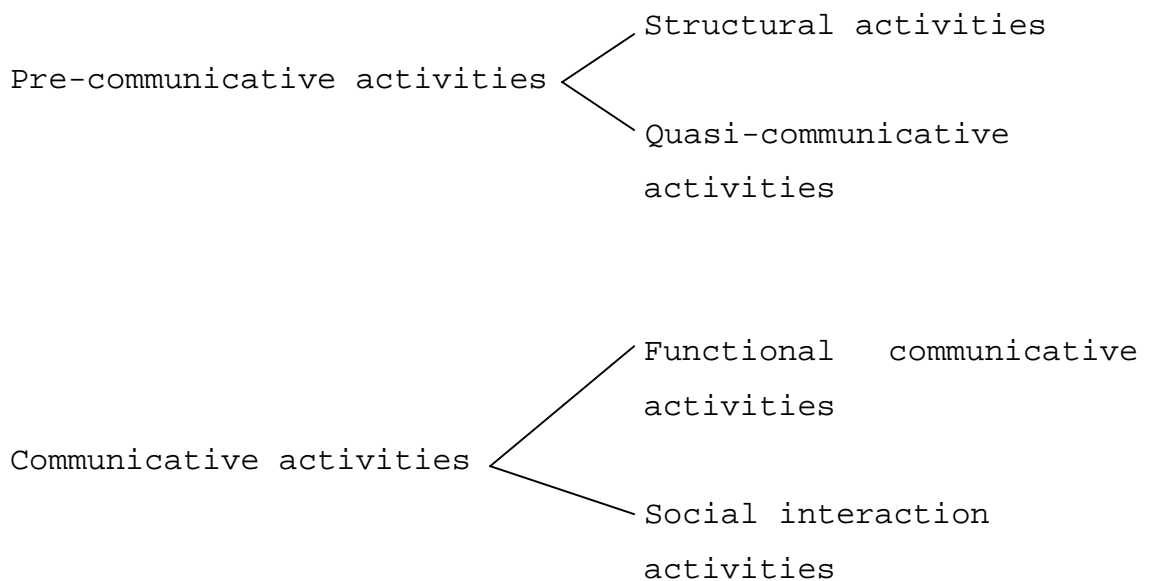 Structural activities
Pre-communicative activities
Quasi-communicative
activities
Functional communicative
activities
Communicative activities
Social interaction
activities